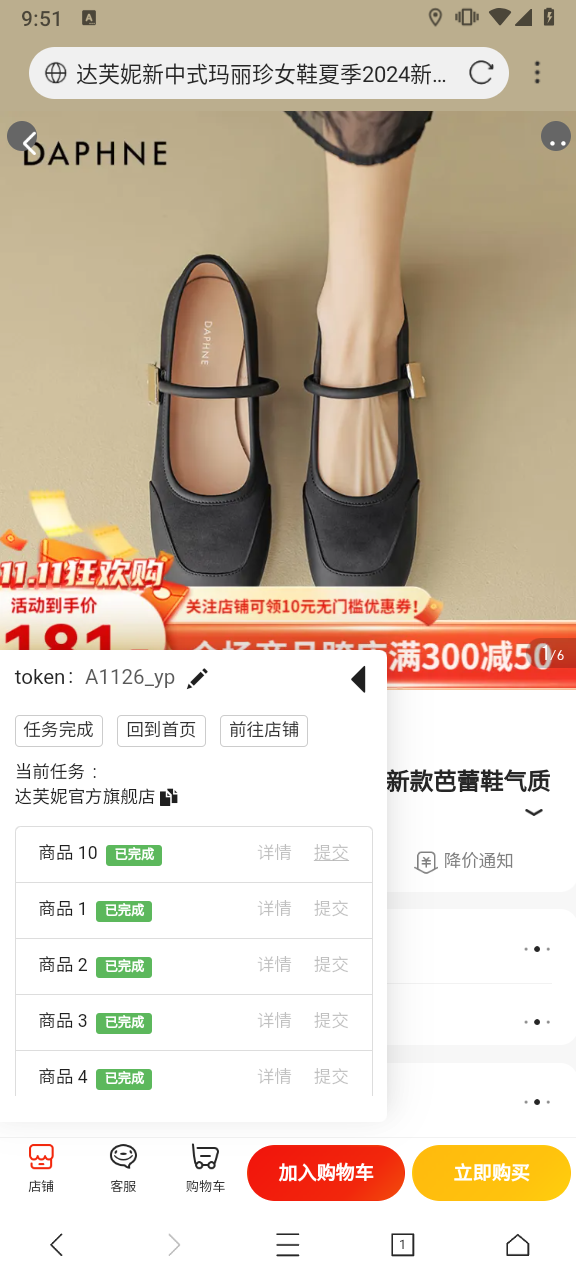 9:51
A
达芙妮新中式玛丽珍女鞋夏季2024新...
DAPHNE
DAPHNE
11.11狂欢购
活动到手价
关注店铺可领10元无门槛优惠券！
181
全场商品跨店满300减50
1/6
token： A1126_yp
任务完成 回到首页 前往店铺
当前任务：
达芙妮官方旗舰店
新款芭蕾鞋气质
降价通知
商品 10 已完成 详情 提交
商品 1 已完成 详情 提交
商品 2 已完成 详情 提交
商品 3 已完成 详情 提交
商品 4 已完成 详情 提交
店铺 客服 购物车 加入购物车 立即购买
1